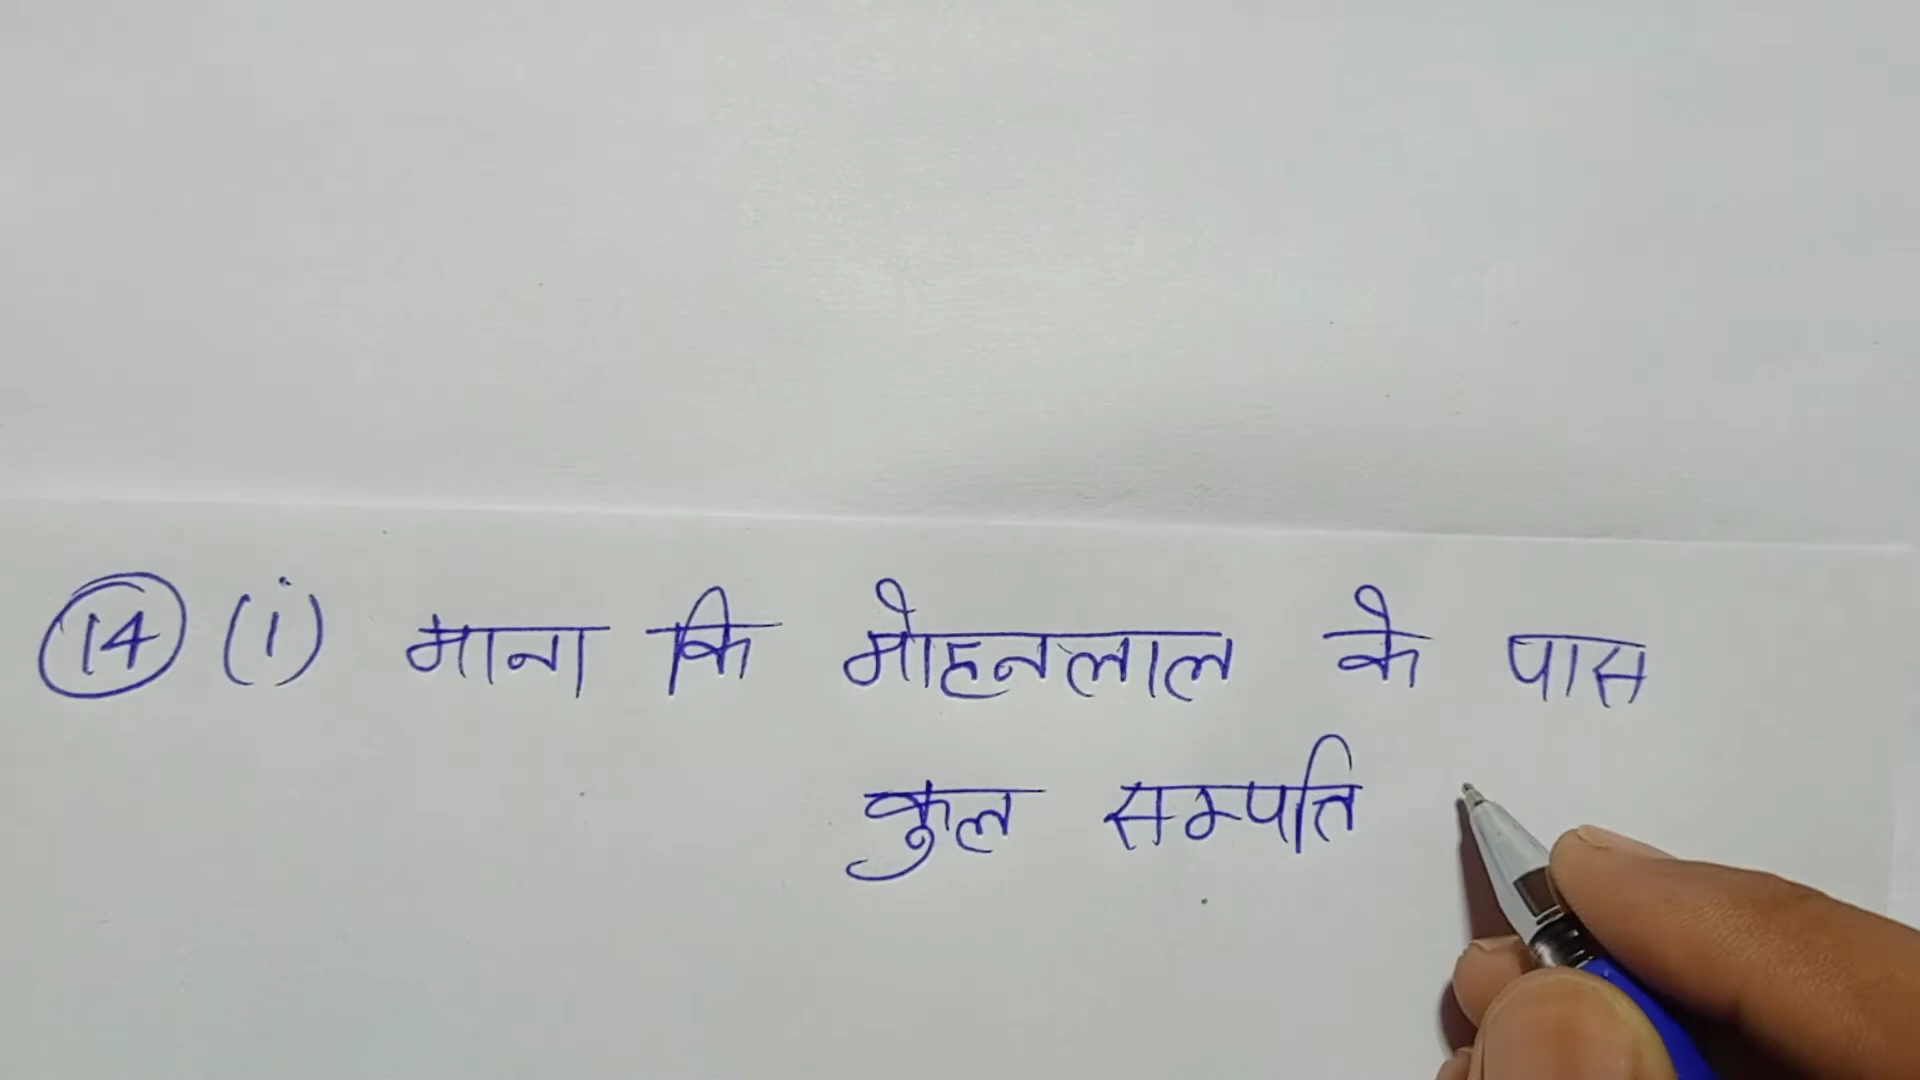 14 (i) माना कि मोहनलाल के पास
कुल सम्पति